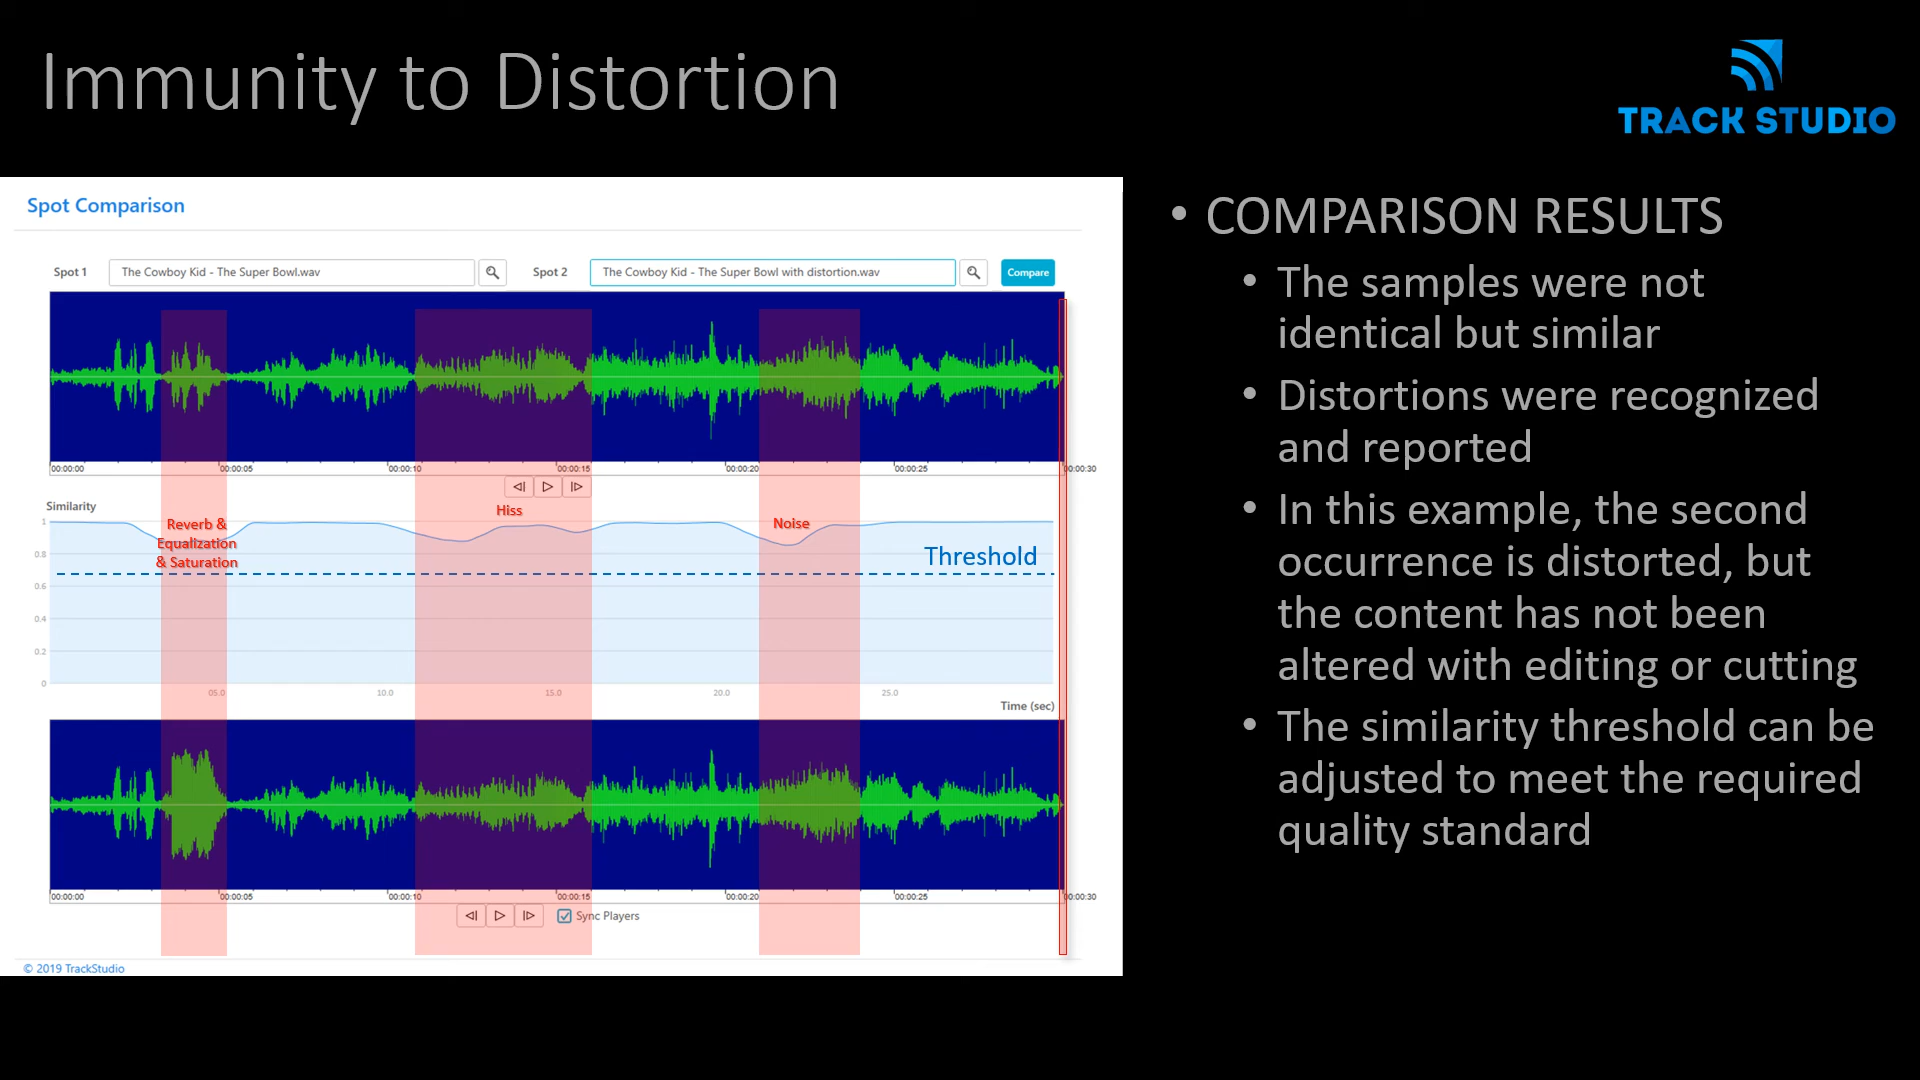 Immunity to Distortion
TRACK STUDIO
Spot Comparison
Spot 1
The Cowboy Kid - The Super Bowl.wav
Spot 2
The Cowboy Kid - The Super Bowl with distortion.wav
Compare
00:00:00
00:00:05
00:00:10
00:00:15
00:00:20
00:00:25
00:00:30
Similarity
1
0.8
0.6
0.4
0.2
0
Reverb &
Equalization
& Saturation
Hiss
Noise
Threshold
05.0
10.0
15.0
20.0
25.0
Time (sec)
00:00:00
00:00:05
00:00:10
00:00:15
00:00:20
00:00:25
00:00:30
Sync Players
© 2019 TrackStudio
• COMPARISON RESULTS
• The samples were not
identical but similar
• Distortions were recognized
and reported
• In this example, the second
occurrence is distorted, but
the content has not been
altered with editing or cutting
• The similarity threshold can be
adjusted to meet the required
quality standard